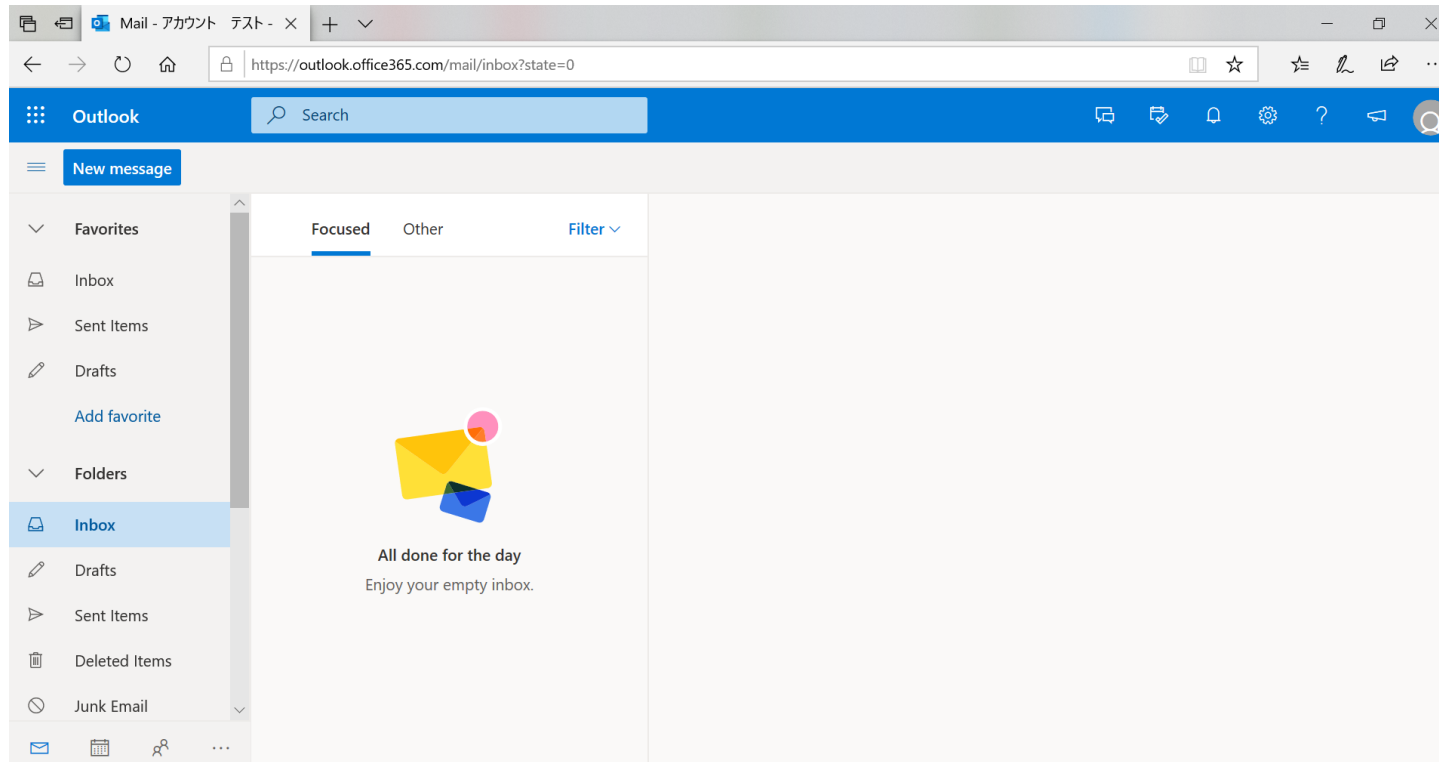 Mail - アカウント テスト -
https://outlook.office365.com/mail/inbox?state=0
Outlook
Search
New message
Favorites
Inbox
Sent Items
Drafts
Add favorite
Folders
Inbox
Drafts
Sent Items
Deleted Items
Junk Email
Focused Other Filter
All done for the day
Enjoy your empty inbox.